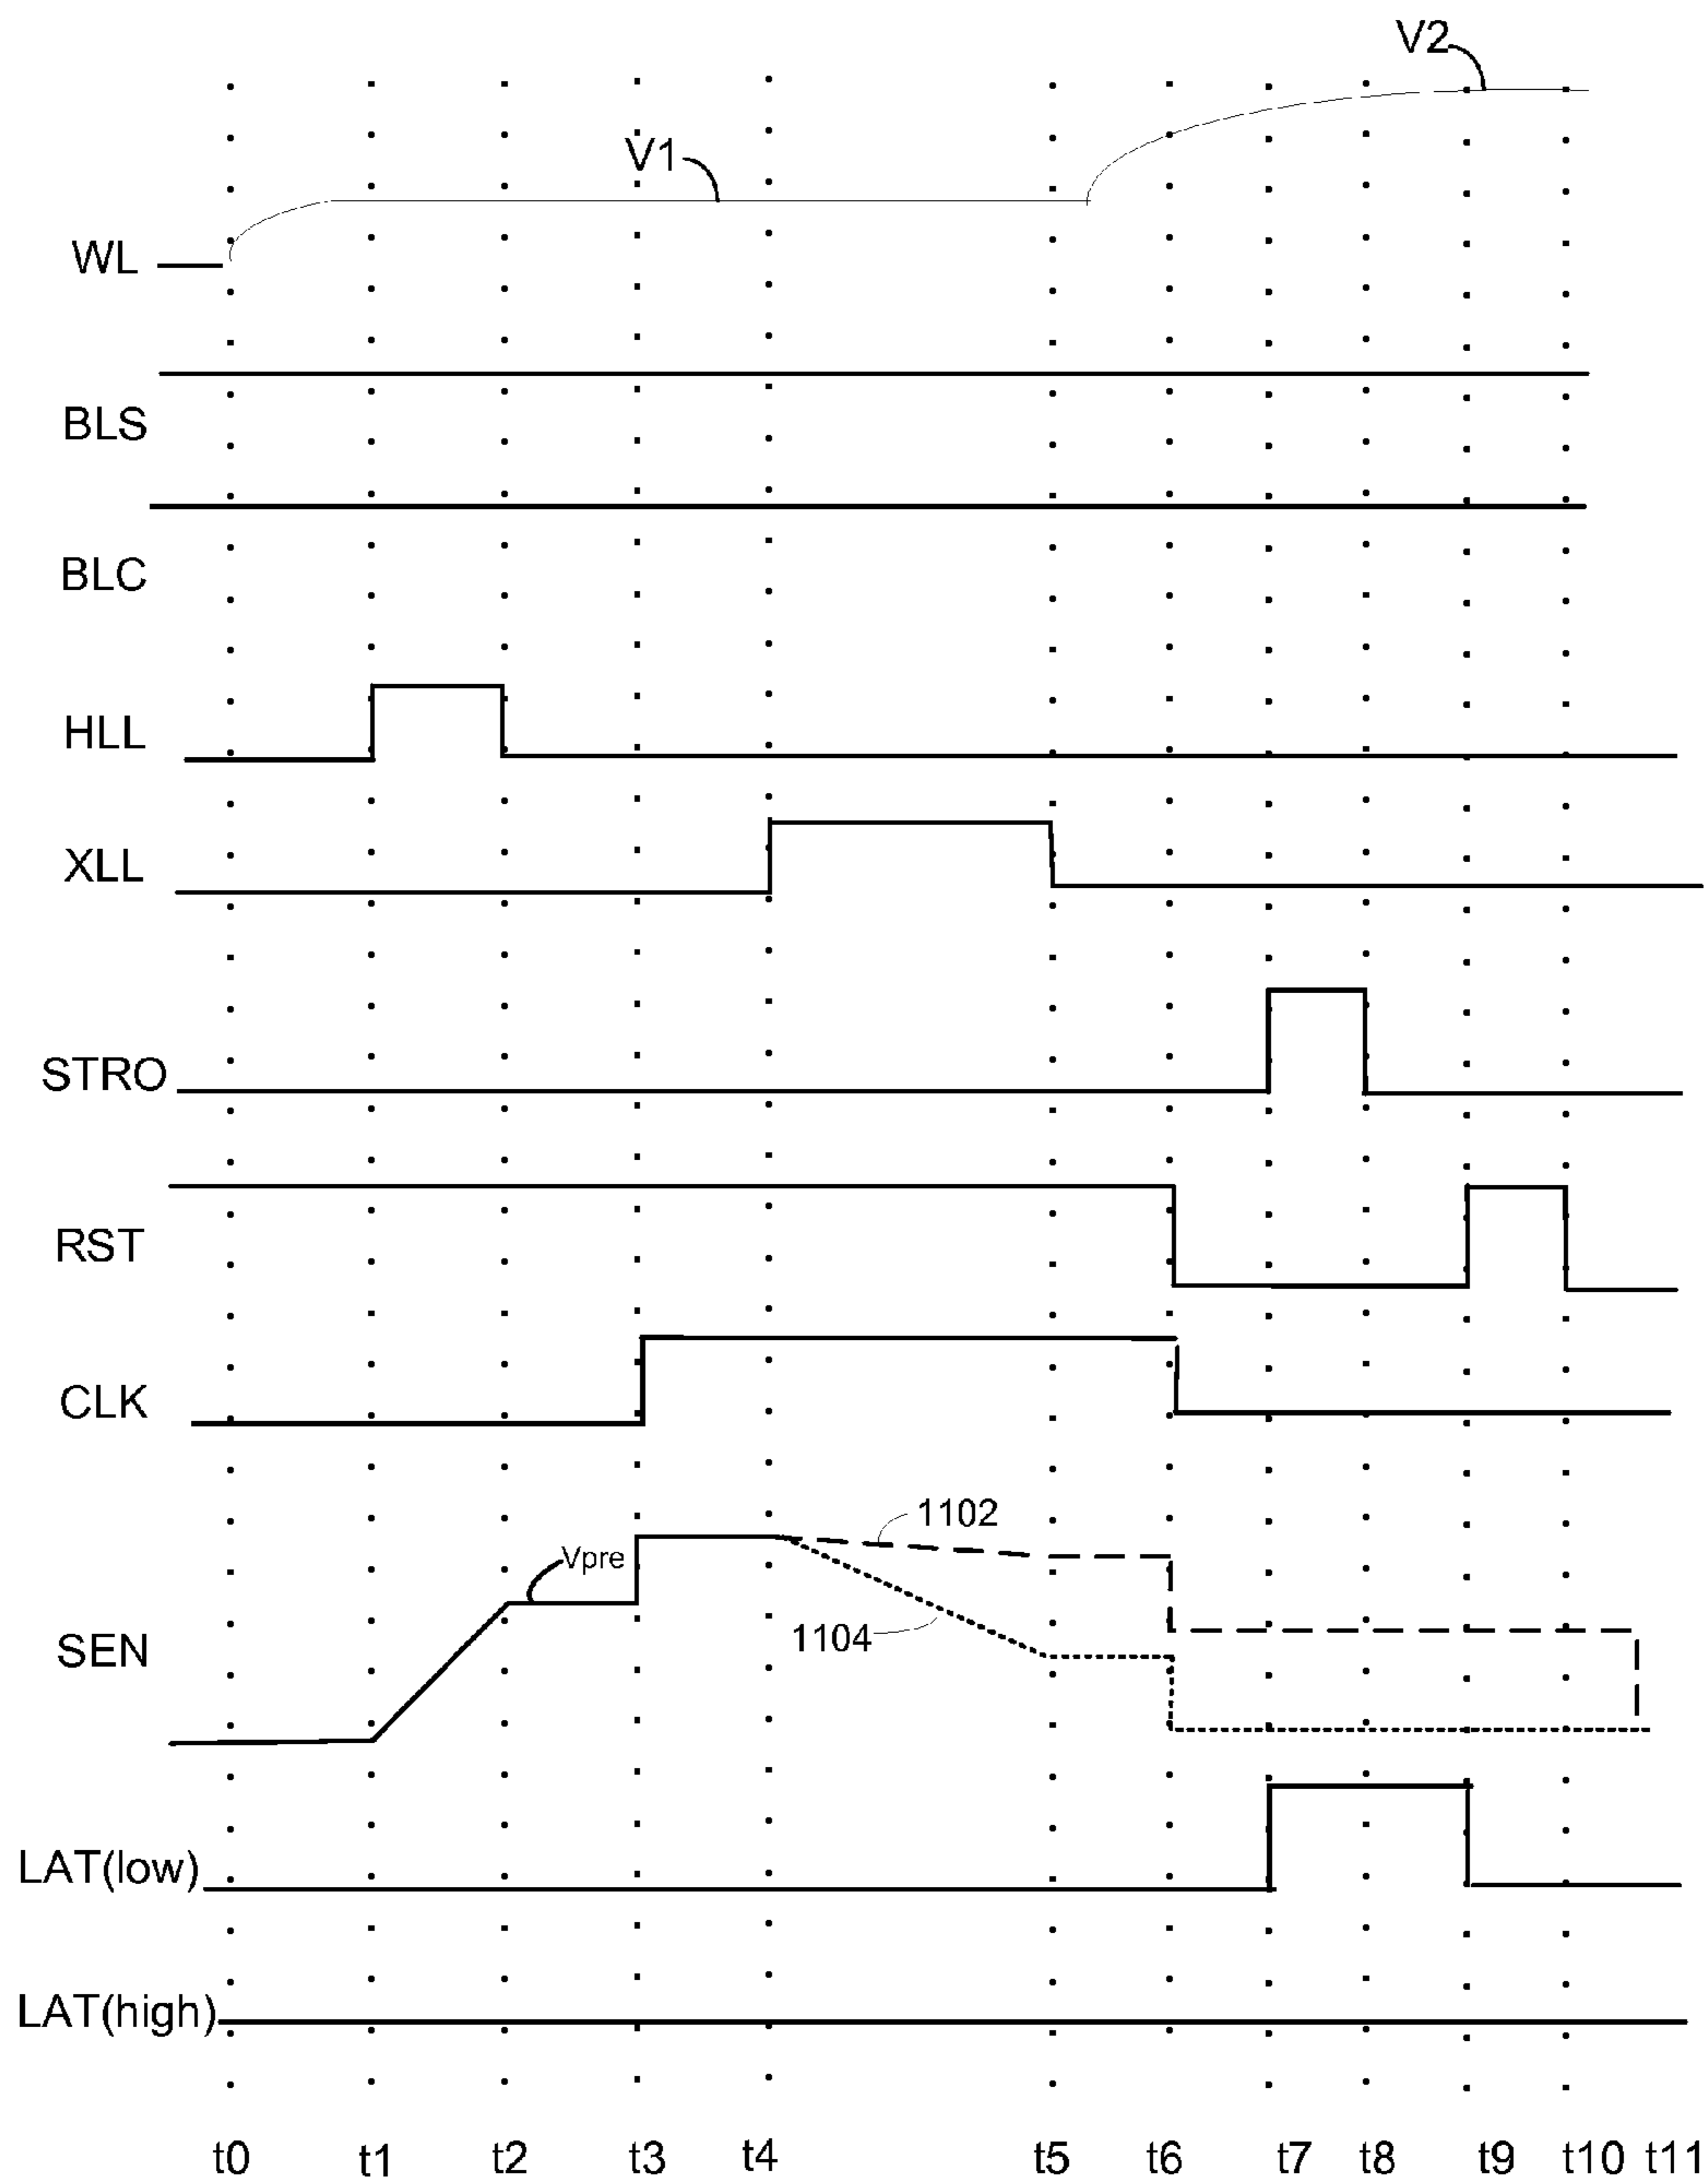 V2
V1
WL
BLS
BLC
HLL
XLL
STRO
RST
CLK
1102
Vpre
1104
SEN
LAT(low)
LAT(high)
t0 t1 t2 t3 t4 t5 t6 t7 t8 t9 t10 t11